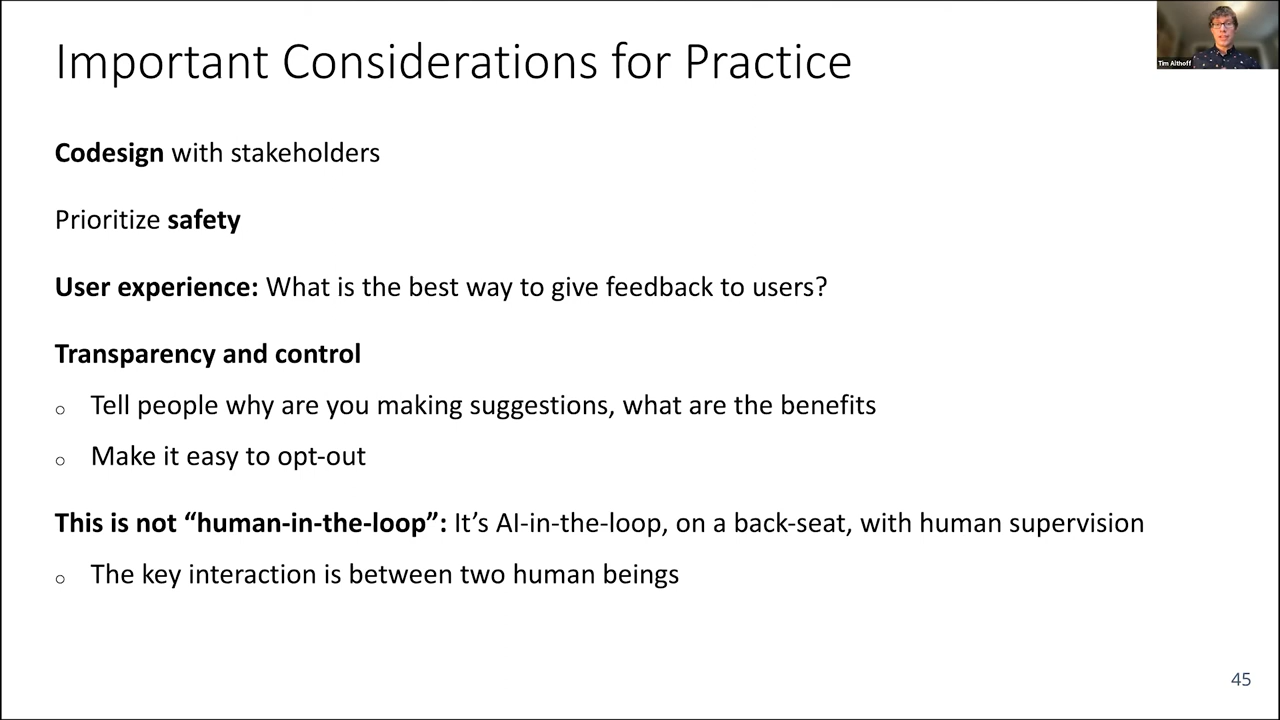 Important Considerations for Practice
Tim Althoff
Codesign with stakeholders
Prioritize safety
User experience: What is the best way to give feedback to users?
Transparency and control
○ Tell people why are you making suggestions, what are the benefits
○ Make it easy to opt-out
This is not “human-in-the-loop”: It’s AI-in-the-loop, on a back-seat, with human supervision
○ The key interaction is between two human beings
45